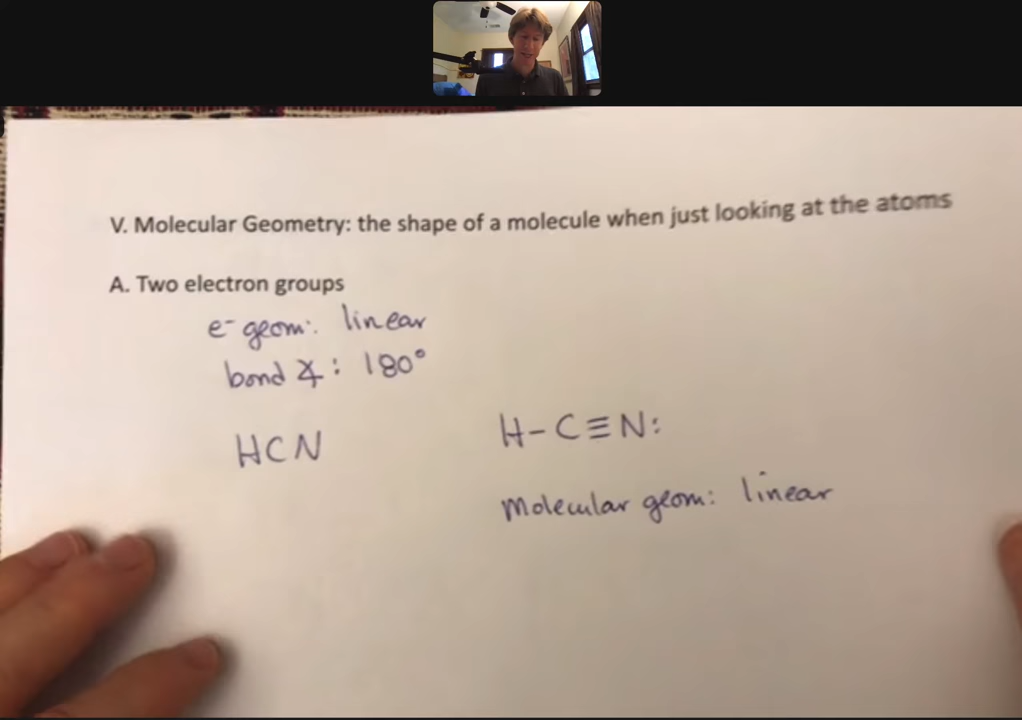 V. Molecular Geometry: the shape of a molecule when just looking at the atoms
A. Two electron groups
e⁻ geom: linear
bond ∡: 180°
HCN
H-C≡N:
Molecular geom: linear